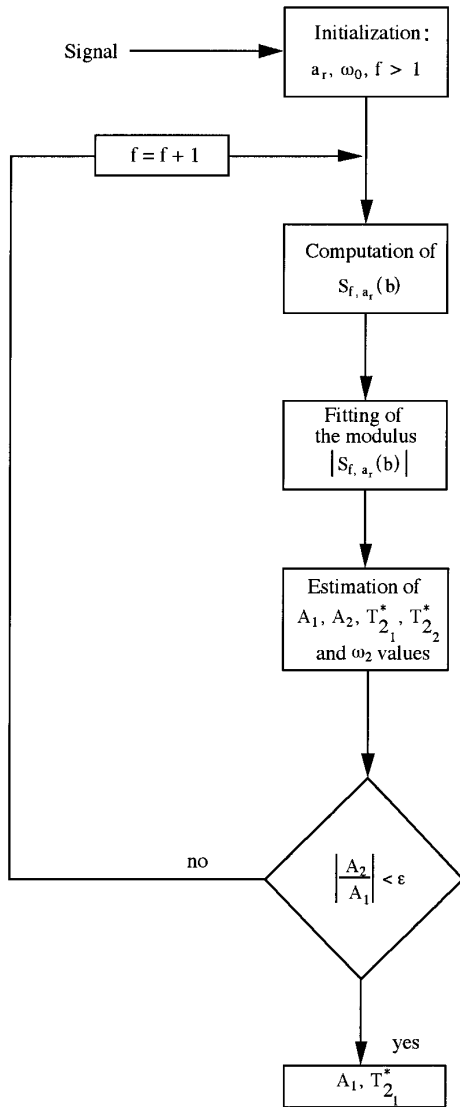 Signal
Initialization:
a_r, ω_0, f > 1
f = f + 1
Computation of
S_{f, a_r}(b)
Fitting of
the modulus
|S_{f, a_r}(b)|
Estimation of
A_1, A_2, T^*_{2_1}, T^*_{2_2}
and ω_2 values
no
|A_2 / A_1| < ε
yes
A_1, T^*_{2_1}